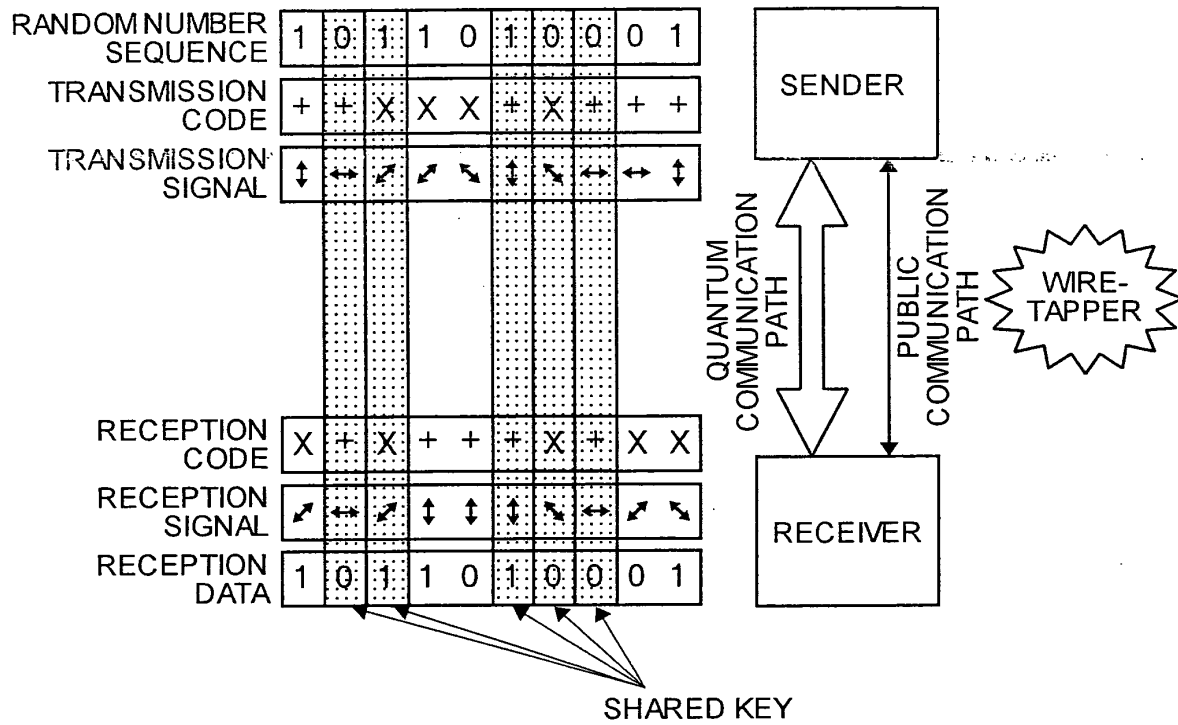 RANDOM NUMBER
SEQUENCE
1 0 1 1 0 1 0 0 0 1
TRANSMISSION
CODE
+ + X X X + X + + +
TRANSMISSION
SIGNAL
↕ ↔ ⤢ ⤢ ⤡ ↕ ⤡ ↔ ↔ ↕
RECEPTION
CODE
X + X + + + X + X X
RECEPTION
SIGNAL
⤢ ↔ ⤢ ↕ ↕ ↕ ⤡ ↔ ⤢ ⤡
RECEPTION
DATA
1 0 1 1 0 1 0 0 0 1
SHARED KEY
SENDER
QUANTUM
COMMUNICATION
PATH
PUBLIC
COMMUNICATION
PATH
WIRE-
TAPPER
RECEIVER